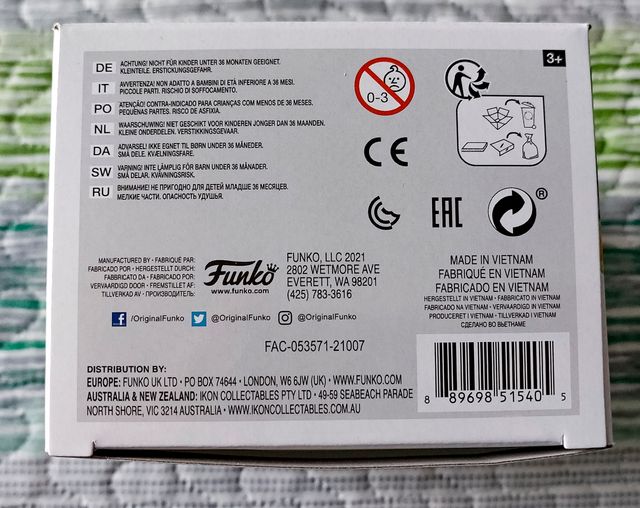 DE ACHTUNG! NICHT FÜR KINDER UNTER 36 MONATEN GEEIGNET.
KLEINTEILE. ERSTICKUNGSGEFAHR.
IT AVVERTENZA! NON ADATTO A BAMBINI DI ETÀ INFERIORE A 36 MESI.
PICCOLE PARTI. RISCHIO DI SOFFOCAMENTO.
PO ATENÇÃO! CONTRA-INDICADO PARA CRIANÇAS COM MENOS DE 36 MESES.
PEQUENAS PARTES. RISCO DE ASFIXIA.
NL WAARSCHUWING! NIET GESCHIKT VOOR KINDEREN JONGER DAN 36 MAANDEN.
KLEINE ONDERDELEN. VERSTIKKINGSGEVAAR.
DA ADVARSEL! IKKE EGNET TIL BØRN UNDER 36 MÅNEDER.
SMÅ DELE. KVÆLNINGSFARE.
SW VARNING! INTE LÄMPLIG FÖR BARN UNDER 36 MÅNADER.
SMÅ DELAR. KVÄVNINGSRISK.
RU ВНИМАНИЕ! НЕ ПРИГОДНО ДЛЯ ДЕТЕЙ МЛАДШЕ 36 МЕСЯЦЕВ.
МЕЛКИЕ ЧАСТИ. ОПАСНОСТЬ УДУШЬЯ.
0-3
3+
CE
EAC
®
MANUFACTURED BY • FABRIQUÉ PAR:
FABRICADO POR • HERGESTELLT DURCH:
FABBRICATO DA • FABRICADO POR:
VERVAARDIGD DOOR • FREMSTILLET AF:
TILLVERKAD AV • ПРОИЗВОДИТЕЛЬ:
Funko
www.funko.com
FUNKO, LLC 2021
2802 WETMORE AVE
EVERETT, WA 98201
(425) 783-3616
f /OriginalFunko @OriginalFunko @OriginalFunko
FAC-053571-21007
MADE IN VIETNAM
FABRIQUÉ EN VIETNAM
FABRICADO EN VIETNAM
HERGESTELLT IN VIETNAM • FABBRICATO IN VIETNAM
FABRICADO NA VIETNAM • VERVAARDIGD IN VIETNAM
PRODUCERET I VIETNAM • TILLVERKAD I VIETNAM
СДЕЛАНО ВО ВЬЕТНАМЕ
DISTRIBUTION BY:
EUROPE: FUNKO UK LTD • PO BOX 74644 • LONDON, W6 6JW (UK) • WWW.FUNKO.COM
AUSTRALIA & NEW ZEALAND: IKON COLLECTABLES PTY LTD • 49-59 SEABEACH PARADE
NORTH SHORE, VIC 3214 AUSTRALIA • WWW.IKONCOLLECTABLES.COM.AU
8 89698 51540 5